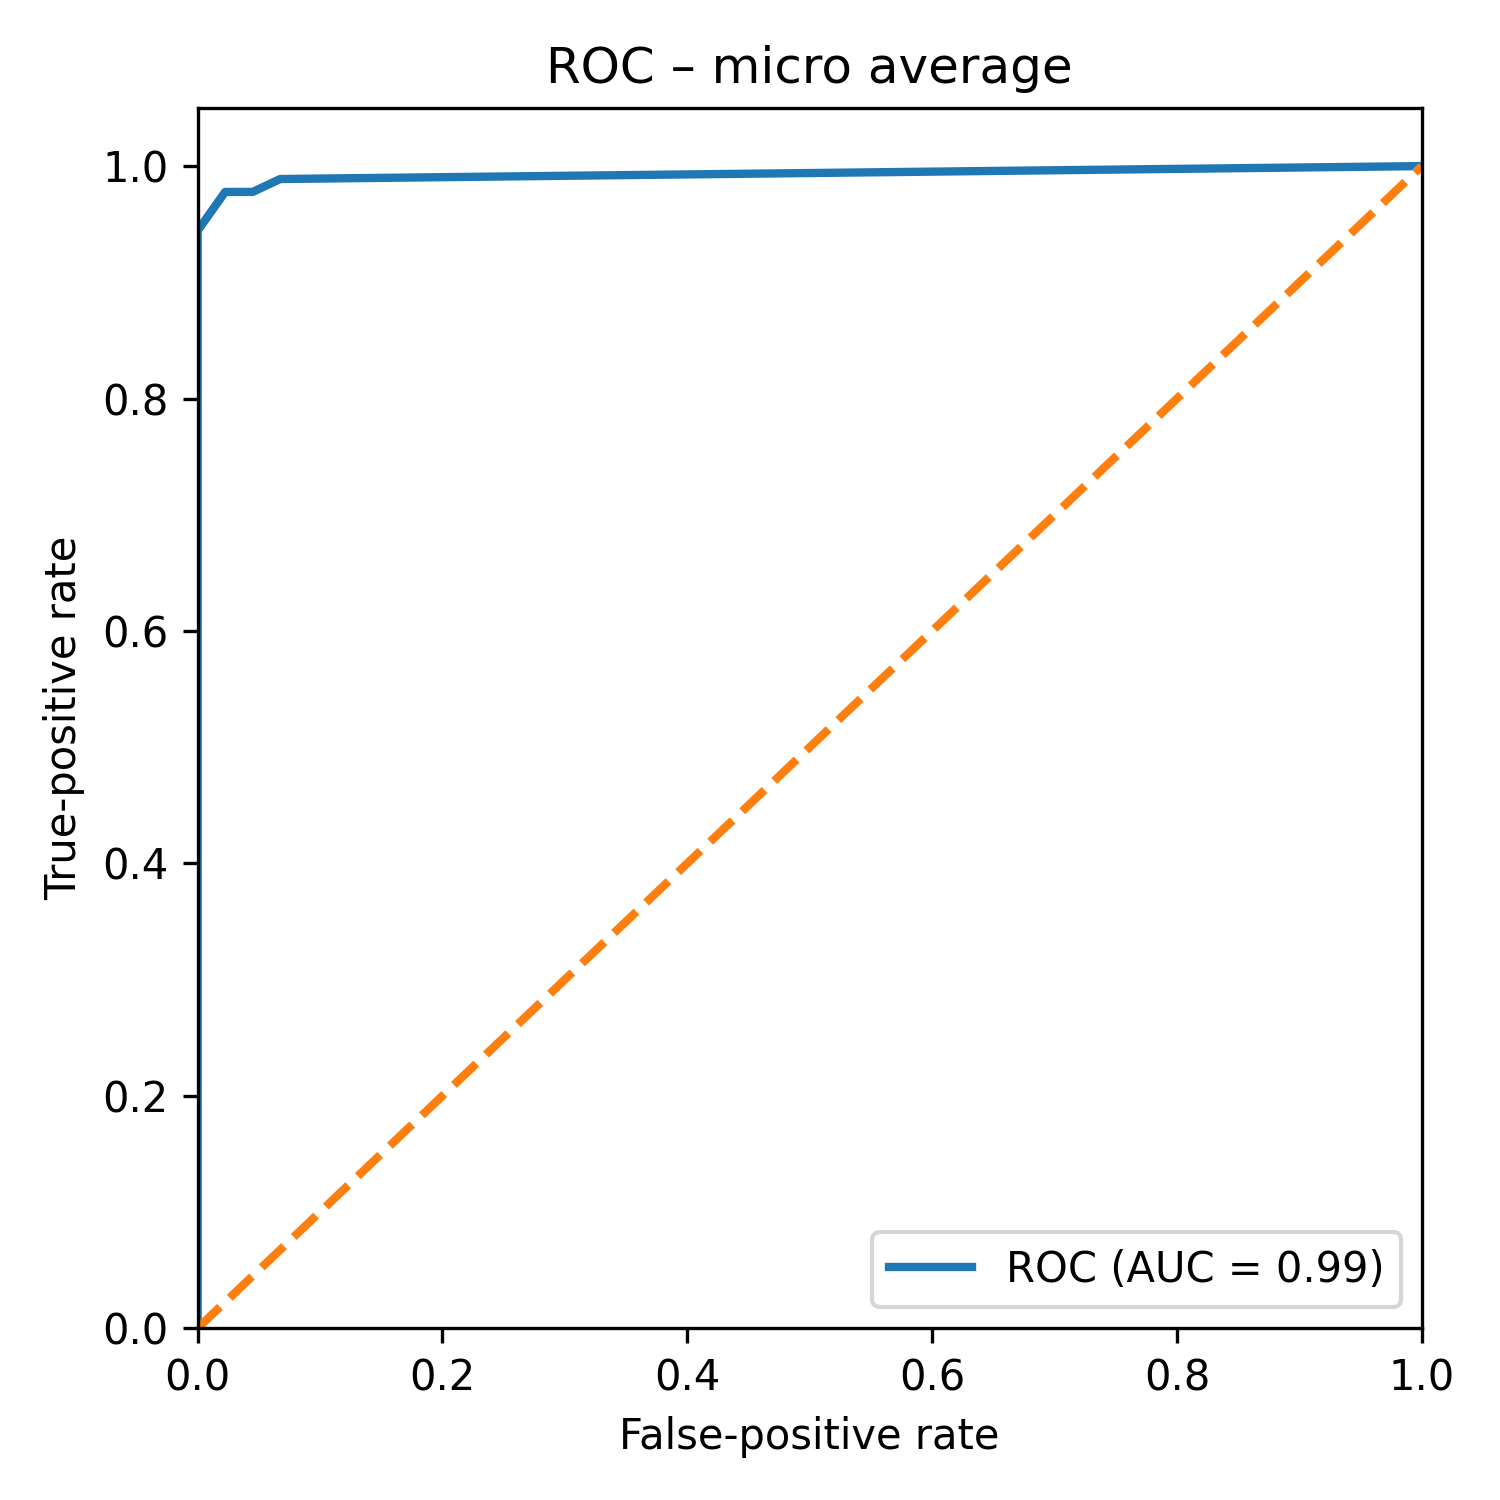 ROC – micro average
1.0
0.8
0.6
0.4
0.2
0.0
True-positive rate
ROC (AUC = 0.99)
0.0 0.2 0.4 0.6 0.8 1.0
False-positive rate